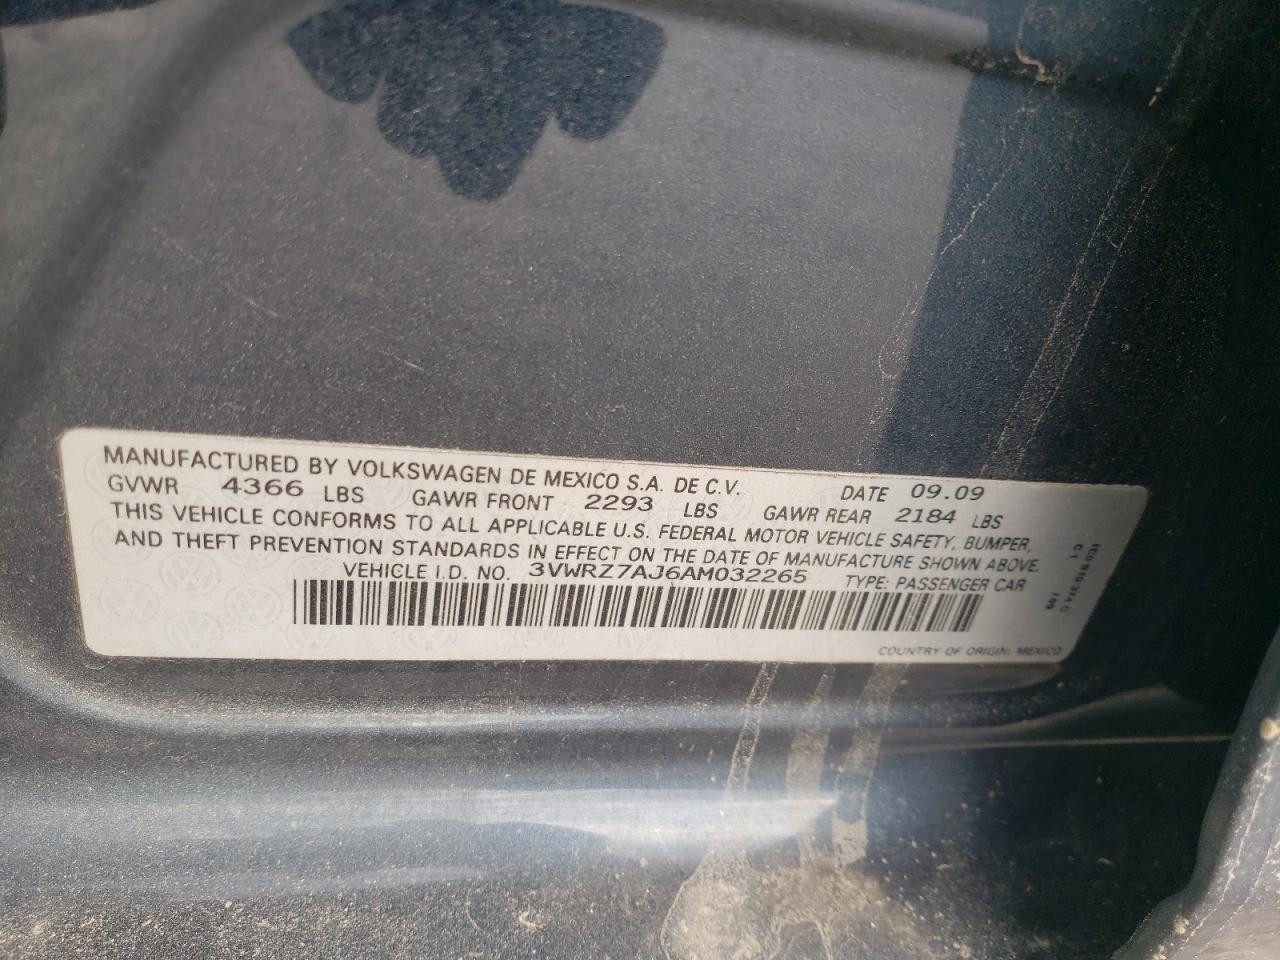 MANUFACTURED BY VOLKSWAGEN DE MEXICO S.A. DE C.V. DATE 09.09
GVWR 4366 LBS GAWR FRONT 2293 LBS GAWR REAR 2184 LBS
THIS VEHICLE CONFORMS TO ALL APPLICABLE U.S. FEDERAL MOTOR VEHICLE SAFETY, BUMPER,
AND THEFT PREVENTION STANDARDS IN EFFECT ON THE DATE OF MANUFACTURE SHOWN ABOVE.
VEHICLE I.D. NO. 3VWRZ7AJ6AM032265 TYPE: PASSENGER CAR
COUNTRY OF ORIGIN: MEXICO